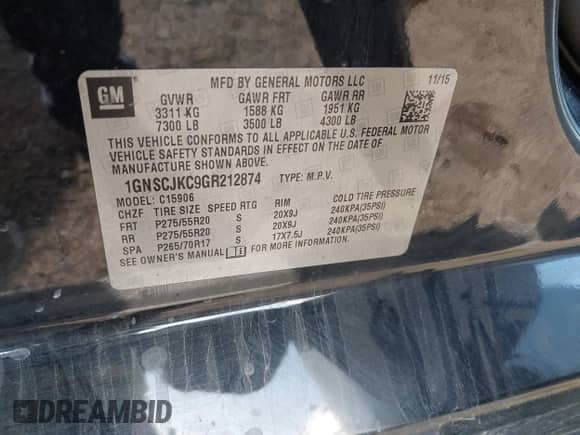 GM
MFD BY GENERAL MOTORS LLC 11/15
GVWR GAWR FRT GAWR RR
3311 KG 1588 KG 1951 KG
7300 LB 3500 LB 4300 LB
THIS VEHICLE CONFORMS TO ALL APPLICABLE U.S. FEDERAL MOTOR
VEHICLE SAFETY STANDARDS IN EFFECT ON THE DATE OF
MANUFACTURE SHOWN ABOVE.
1GNSCJKC9GR212874 TYPE: M.P.V.
MODEL: C15906
CHZF TIRE SIZE SPEED RTG RIM COLD TIRE PRESSURE
FRT P275/55R20 S 20X9J 240KPA(35PSI)
RR P275/55R20 S 20X9J 240KPA(35PSI)
SPA P265/70R17 S 17X7.5J 240KPA(35PSI)
SEE OWNER'S MANUAL FOR MORE INFORMATION.
DREAMBID